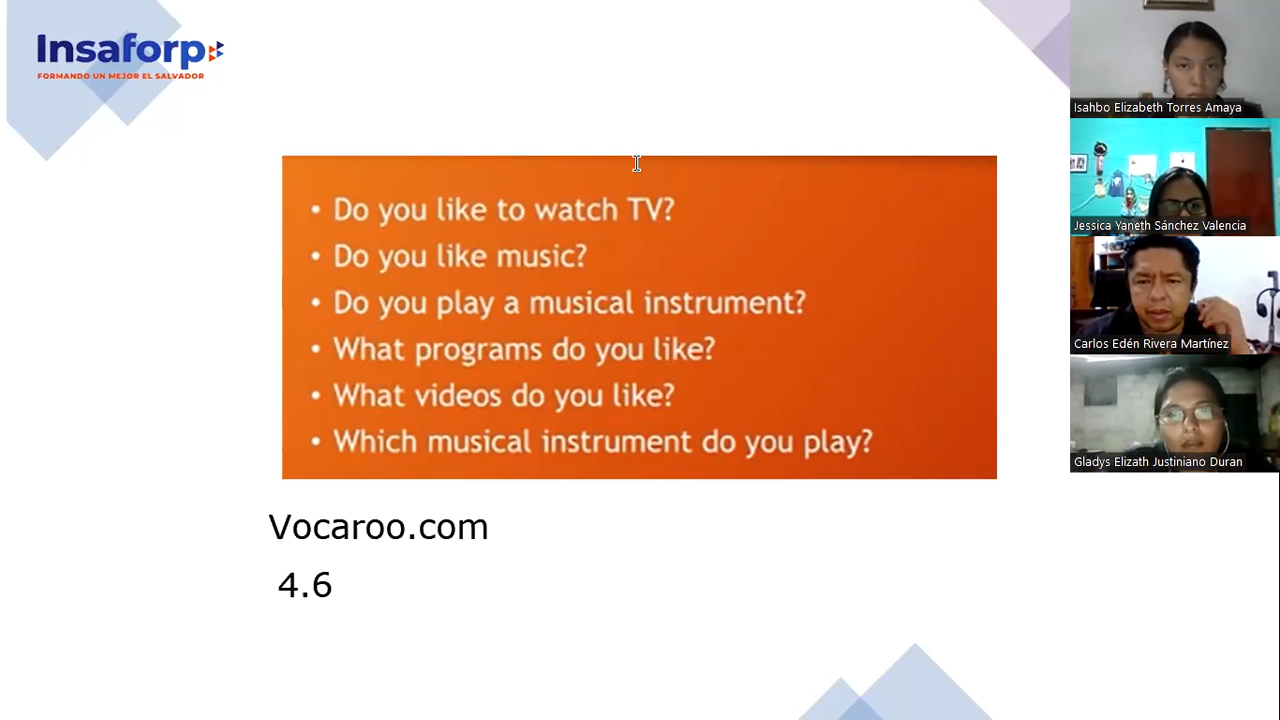 Insaforp
FORMANDO UN MEJOR EL SALVADOR
• Do you like to watch TV?
• Do you like music?
• Do you play a musical instrument?
• What programs do you like?
• What videos do you like?
• Which musical instrument do you play?
Vocaroo.com
4.6
Isahbo Elizabeth Torres Amaya
Jessica Yaneth Sánchez Valencia
Carlos Edén Rivera Martínez
Gladys Elizath Justiniano Duran